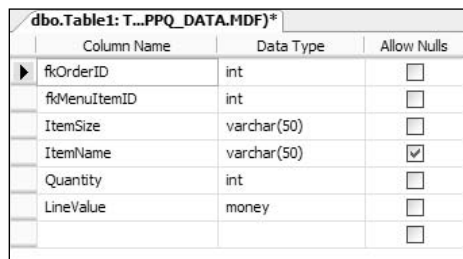 dbo.Table1: T...PPQ_DATA.MDF)*
Column Name Data Type Allow Nulls
fkOrderID int
fkMenuItemID int
ItemSize varchar(50)
ItemName varchar(50)
Quantity int
LineValue money